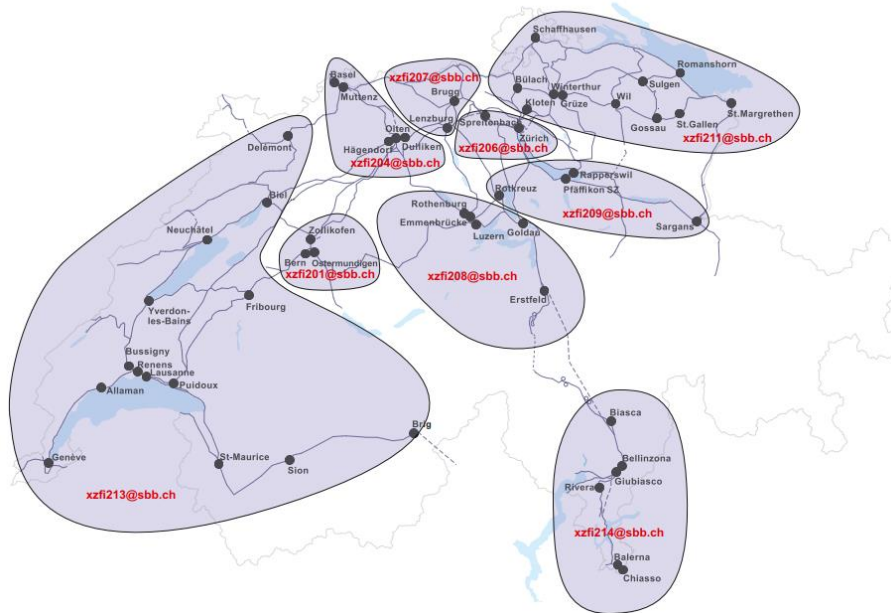 Schaffhausen
Romanshorn
Basel
Muttenz
xzfi207@sbb.ch
Brugg
Bülach
Winterthur
Sulgen
Wil
Kloten
Grüze
St.Margrethen
Lenzburg
Spreitenbach
Gossau
St.Gallen
Olten
Zürich
xzfi211@sbb.ch
Delémont
Hägendorf
Dulliken
xzfi206@sbb.ch
xzfi204@sbb.ch
Rapperswil
Pfäffikon SZ
Rotkreuz
Biel
xzfi209@sbb.ch
Rothenburg
Emmenbrücke
Sargans
Neuchâtel
Zollikofen
Luzern
Goldau
Bern
Ostermundigen
xzfi201@sbb.ch
xzfi208@sbb.ch
Erstfeld
Yverdon-
les-Bains
Fribourg
Bussigny
Renens
Lausanne
Puidoux
Allaman
Biasca
Brig
Genève
St-Maurice
Sion
Bellinzona
Giubiasco
Rivera
xzfi213@sbb.ch
xzfi214@sbb.ch
Balerna
Chiasso